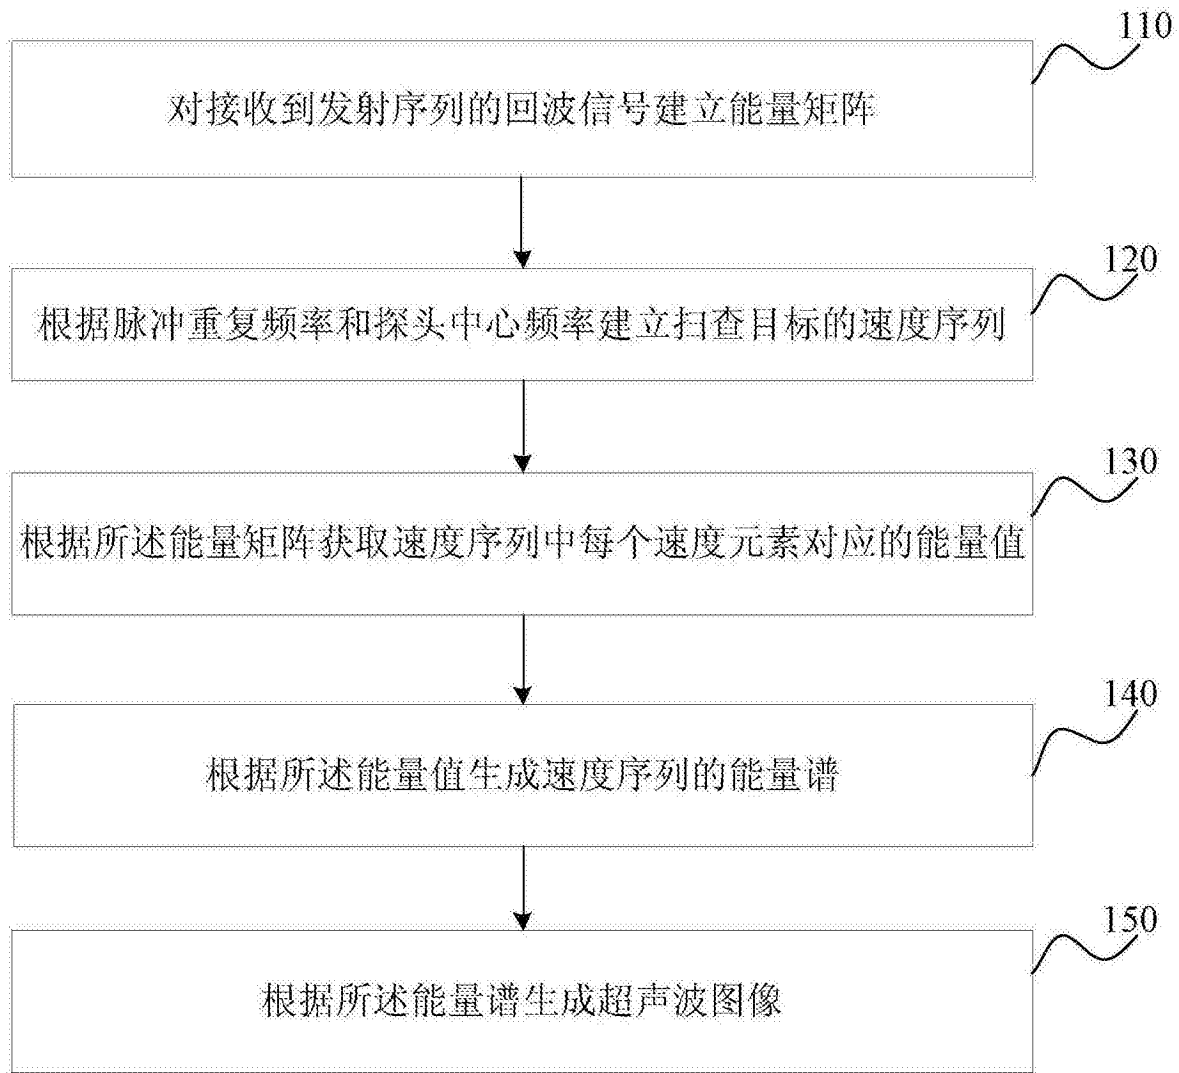 110
对接收到发射序列的回波信号建立能量矩阵
120
根据脉冲重复频率和探头中心频率建立扫查目标的速度序列
130
根据所述能量矩阵获取速度序列中每个速度元素对应的能量值
140
根据所述能量值生成速度序列的能量谱
150
根据所述能量谱生成超声波图像